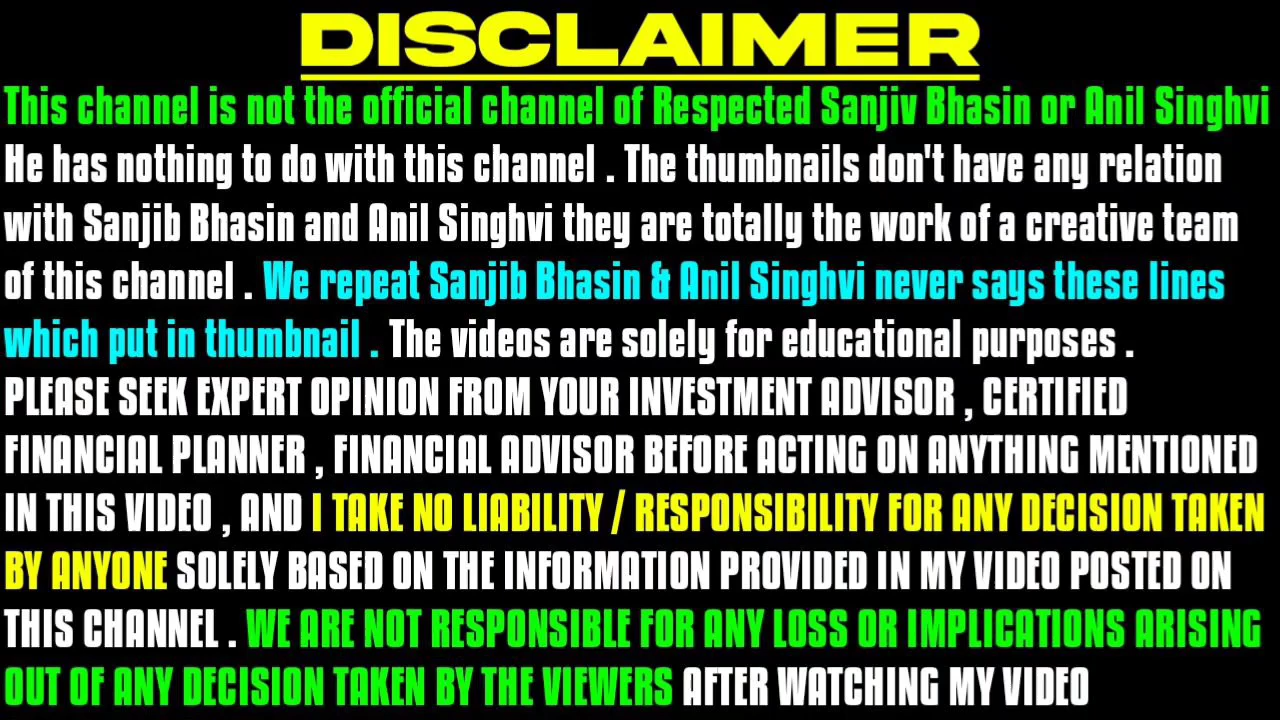 DISCLAIMER
This channel is not the official channel of Respected Sanjiv Bhasin or Anil Singhvi
He has nothing to do with this channel . The thumbnails don't have any relation
with Sanjib Bhasin and Anil Singhvi they are totally the work of a creative team
of this channel . We repeat Sanjib Bhasin & Anil Singhvi never says these lines
which put in thumbnail . The videos are solely for educational purposes .
PLEASE SEEK EXPERT OPINION FROM YOUR INVESTMENT ADVISOR , CERTIFIED
FINANCIAL PLANNER , FINANCIAL ADVISOR BEFORE ACTING ON ANYTHING MENTIONED
IN THIS VIDEO , AND I TAKE NO LIABILITY / RESPONSIBILITY FOR ANY DECISION TAKEN
BY ANYONE SOLELY BASED ON THE INFORMATION PROVIDED IN MY VIDEO POSTED ON
THIS CHANNEL . WE ARE NOT RESPONSIBLE FOR ANY LOSS OR IMPLICATIONS ARISING
OUT OF ANY DECISION TAKEN BY THE VIEWERS AFTER WATCHING MY VIDEO